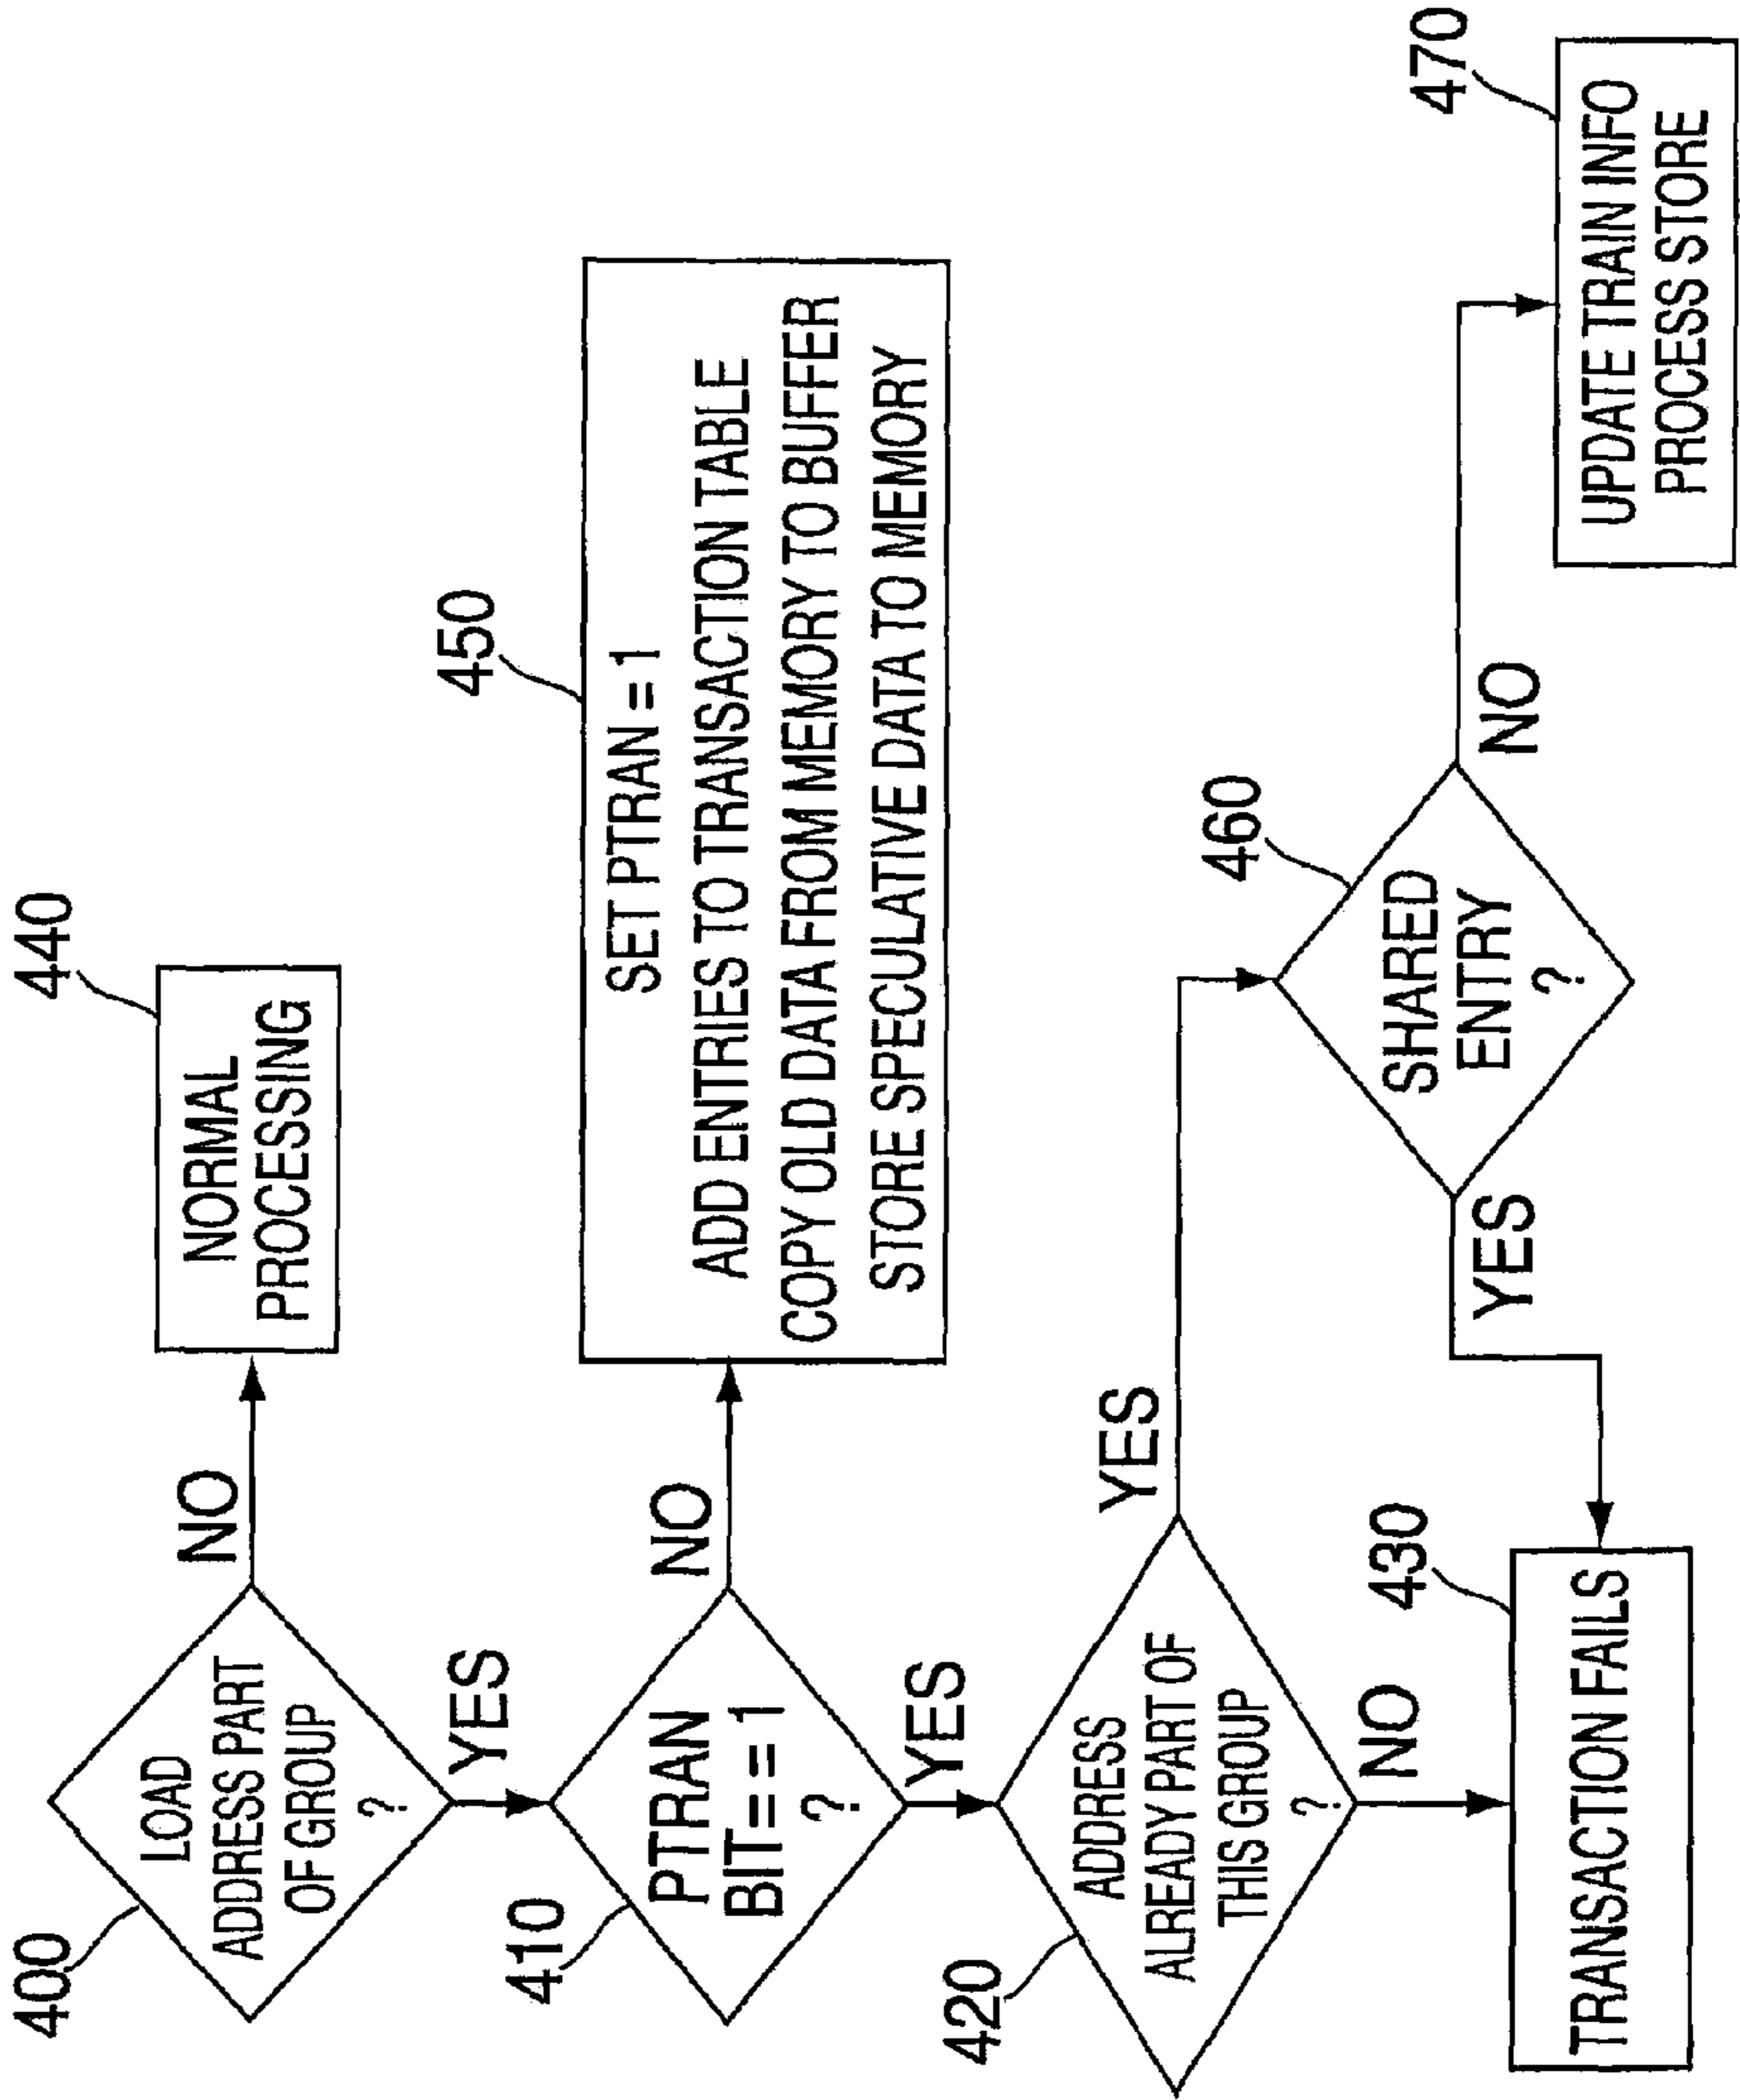 400
LOAD
ADDRESS PART
OF GROUP
?
NO
440
NORMAL
PROCESSING
YES
410
PTRAN
BIT== 1
?
NO
450
SET PTRAN = 1
ADD ENTRIES TO TRANSACTION TABLE
COPY OLD DATA FROM MEMORY TO BUFFER
STORE SPECULATIVE DATA TO MEMORY
YES
420
ADDRESS
ALREADY PART OF
THIS GROUP
?
YES
460
SHARED
ENTRY
?
NO
470
UPDATE TRAIN INFO
PROCESS STORE
YES
NO
430
TRANSACTION FAILS